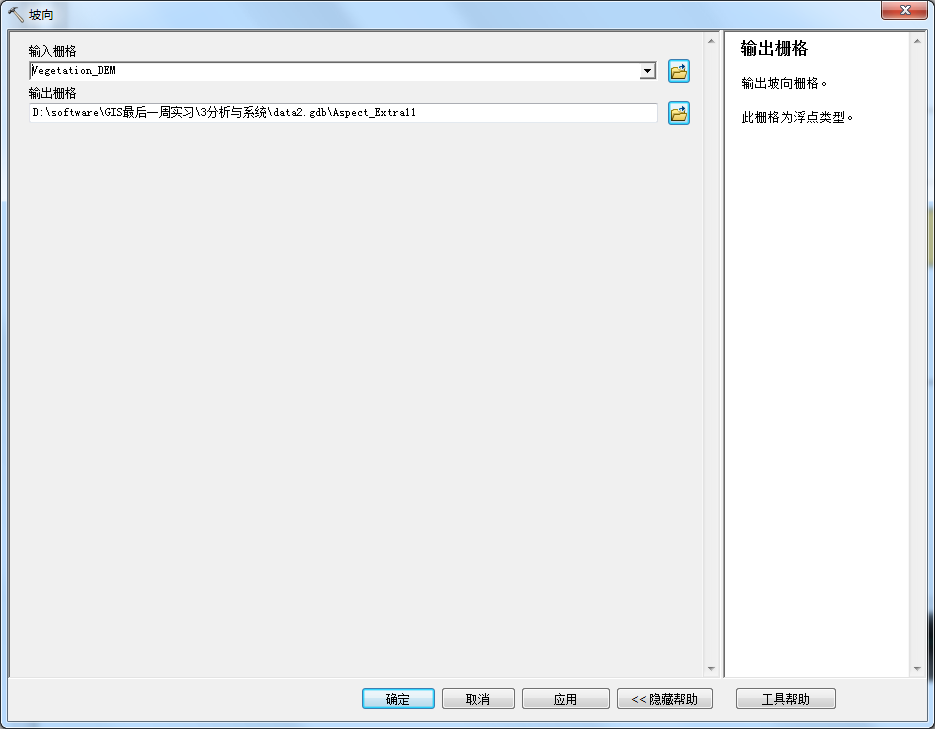 坡向
输入栅格
Vegetation_DEM
输出栅格
D:\software\GIS最后一周实习\3分析与系统\data2.gdb\Aspect_Extra11
输出栅格
输出坡向栅格。
此栅格为浮点类型。
确定
取消
应用
<< 隐藏帮助
工具帮助